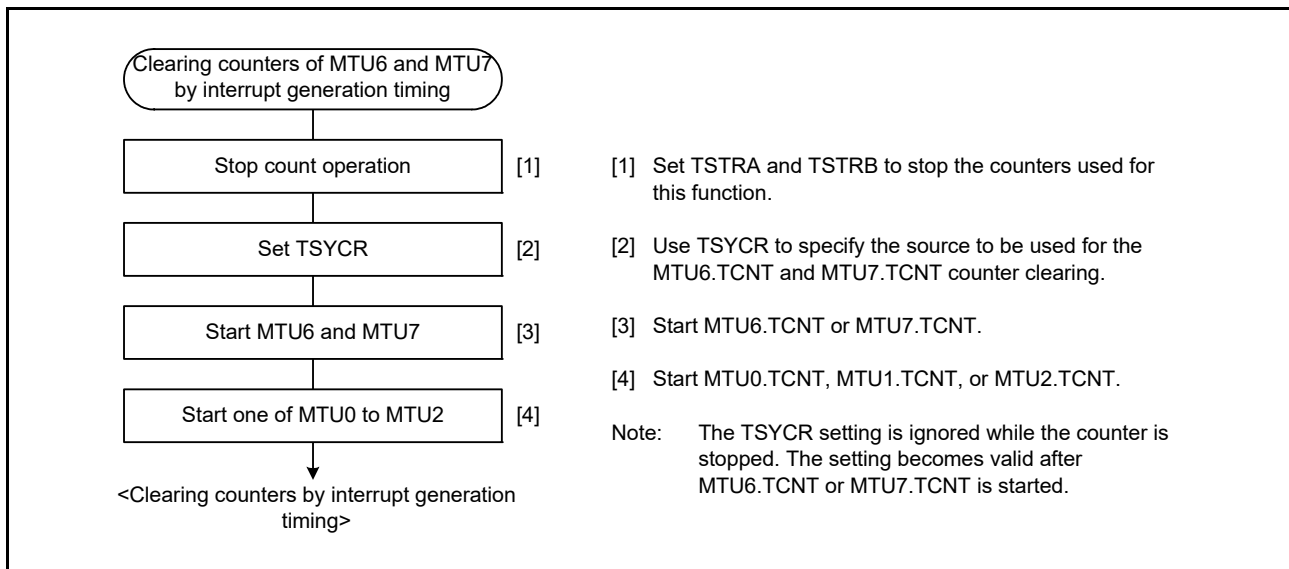 Clearing counters of MTU6 and MTU7
by interrupt generation timing
Stop count operation
[1]
Set TSYCR
[2]
Start MTU6 and MTU7
[3]
Start one of MTU0 to MTU2
[4]
<Clearing counters by interrupt generation
timing>
[1] Set TSTRA and TSTRB to stop the counters used for
this function.
[2] Use TSYCR to specify the source to be used for the
MTU6.TCNT and MTU7.TCNT counter clearing.
[3] Start MTU6.TCNT or MTU7.TCNT.
[4] Start MTU0.TCNT, MTU1.TCNT, or MTU2.TCNT.
Note: The TSYCR setting is ignored while the counter is
stopped. The setting becomes valid after
MTU6.TCNT or MTU7.TCNT is started.